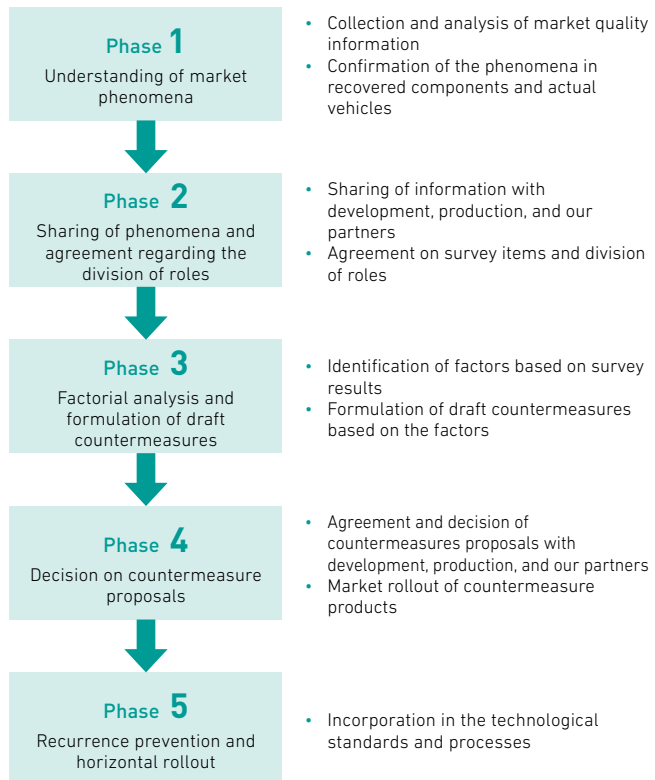 Phase 1
Understanding of market
phenomena
• Collection and analysis of market quality
information
• Confirmation of the phenomena in
recovered components and actual
vehicles
Phase 2
Sharing of phenomena and
agreement regarding the
division of roles
• Sharing of information with
development, production, and our
partners
• Agreement on survey items and division
of roles
Phase 3
Factorial analysis and
formulation of draft
countermeasures
• Identification of factors based on survey
results
• Formulation of draft countermeasures
based on the factors
Phase 4
Decision on countermeasure
proposals
• Agreement and decision of
countermeasures proposals with
development, production, and our partners
• Market rollout of countermeasure
products
Phase 5
Recurrence prevention and
horizontal rollout
• Incorporation in the technological
standards and processes